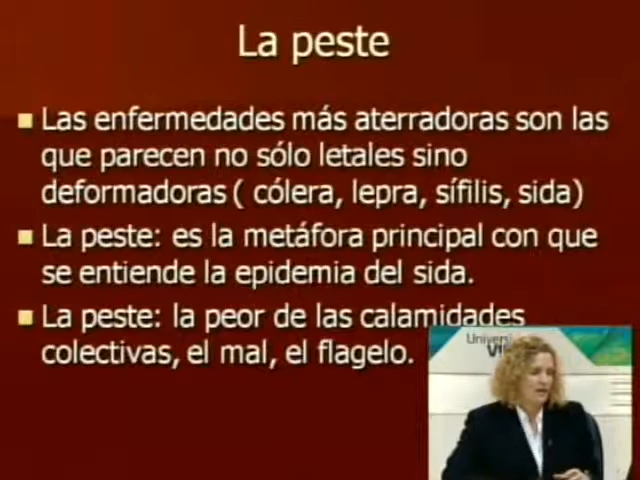 La peste
Las enfermedades más aterradoras son las
que parecen no sólo letales sino
deformadoras ( cólera, lepra, sífilis, sida)
La peste: es la metáfora principal con que
se entiende la epidemia del sida.
La peste: la peor de las calamidades
colectivas, el mal, el flagelo.